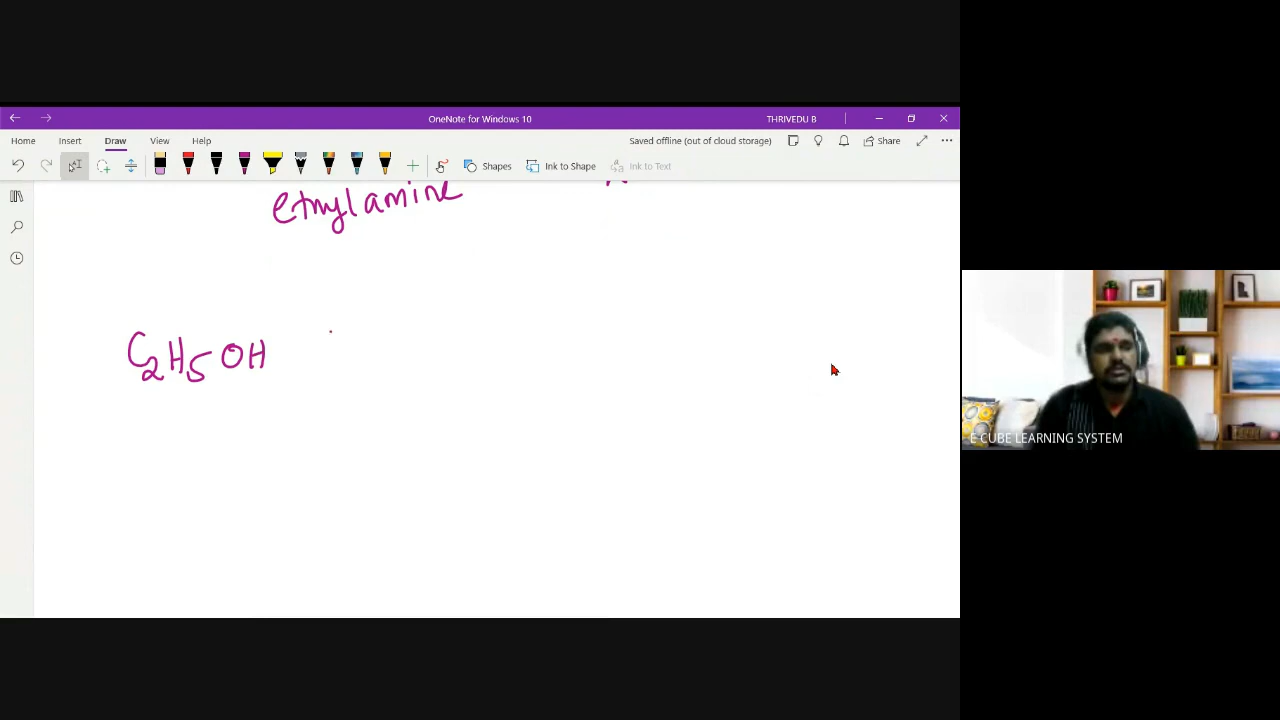 OneNote for Windows 10
THRIVEDU B
Home Insert Draw View Help
Saved offline (out of cloud storage)
Share
Shapes
Ink to Shape
Ink to Text
ethylamine
C2H5OH
E CUBE LEARNING SYSTEM